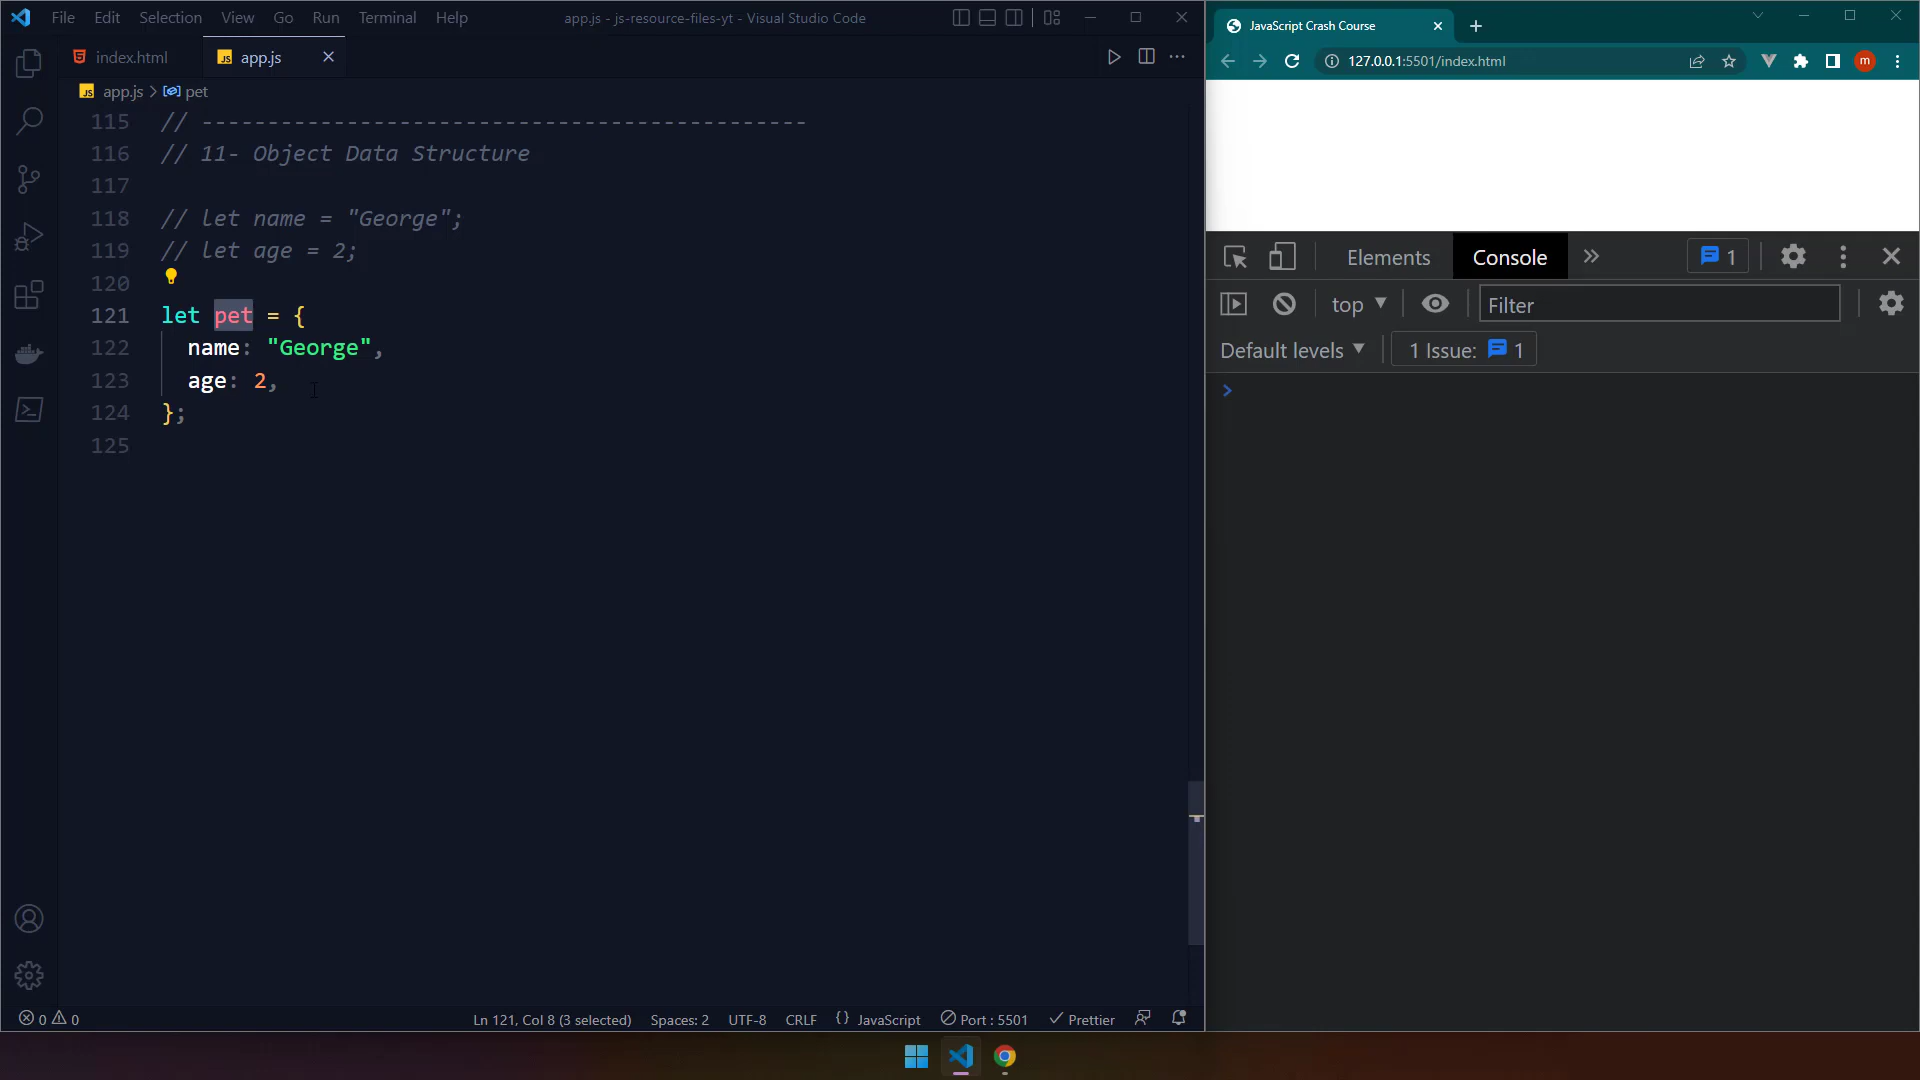 File Edit Selection View Go Run Terminal Help
app.js - js-resource-files-yt - Visual Studio Code
index.html
JS app.js
JS app.js > pet
115 // ----------------------------------------------
116 // 11- Object Data Structure
117
118 // let name = "George";
119 // let age = 2;
120
121 let pet = {
122 name: "George",
123 age: 2,
124 };
125
0 0
Ln 121, Col 8 (3 selected) Spaces: 2 UTF-8 CRLF {} JavaScript Port : 5501 Prettier
JavaScript Crash Course
127.0.0.1:5501/index.html
m
Elements Console » 1
top Filter
Default levels 1 Issue: 1
>